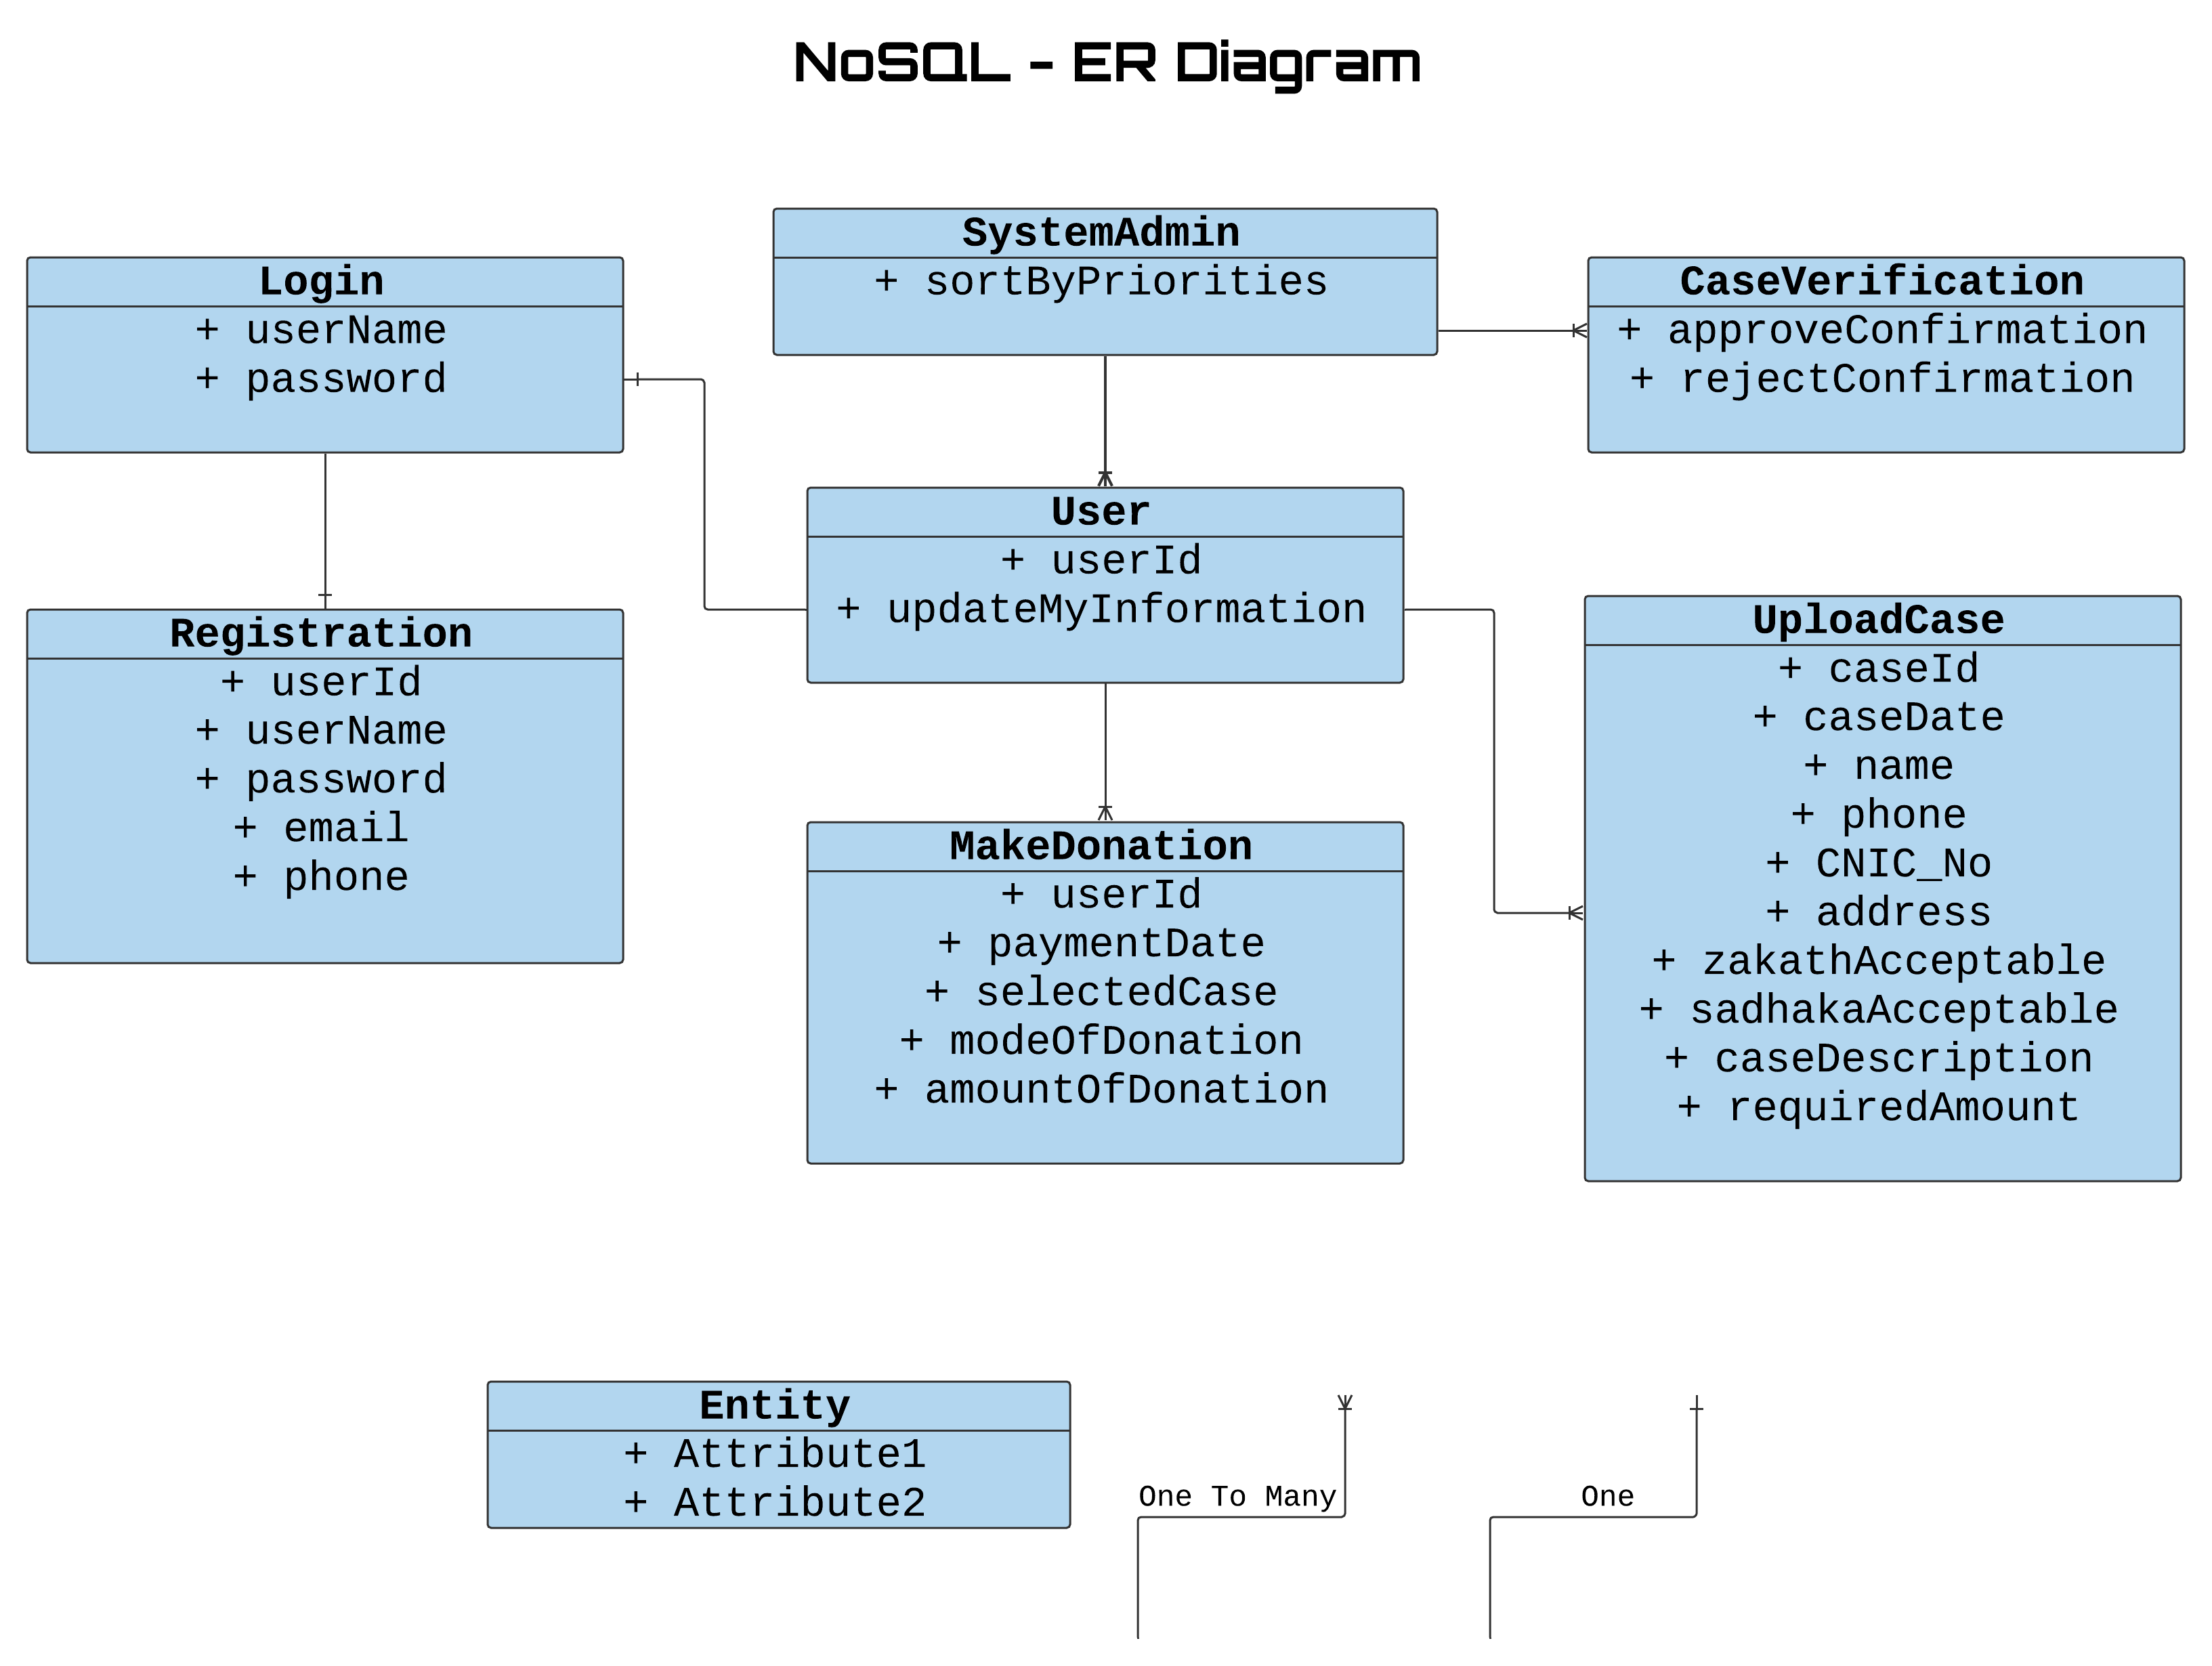 NoSQL - ER Diagram
SystemAdmin
+ sortByPriorities
Login
+ userName
+ password
CaseVerification
+ approveConfirmation
+ rejectConfirmation
User
+ userId
+ updateMyInformation
Registration
+ userId
+ userName
+ password
+ email
+ phone
UploadCase
+ caseId
+ caseDate
+ name
+ phone
+ CNIC_No
+ address
+ zakathAcceptable
+ sadhakaAcceptable
+ caseDescription
+ requiredAmount
MakeDonation
+ userId
+ paymentDate
+ selectedCase
+ modeOfDonation
+ amountOfDonation
Entity
+ Attribute1
+ Attribute2
One To Many
One